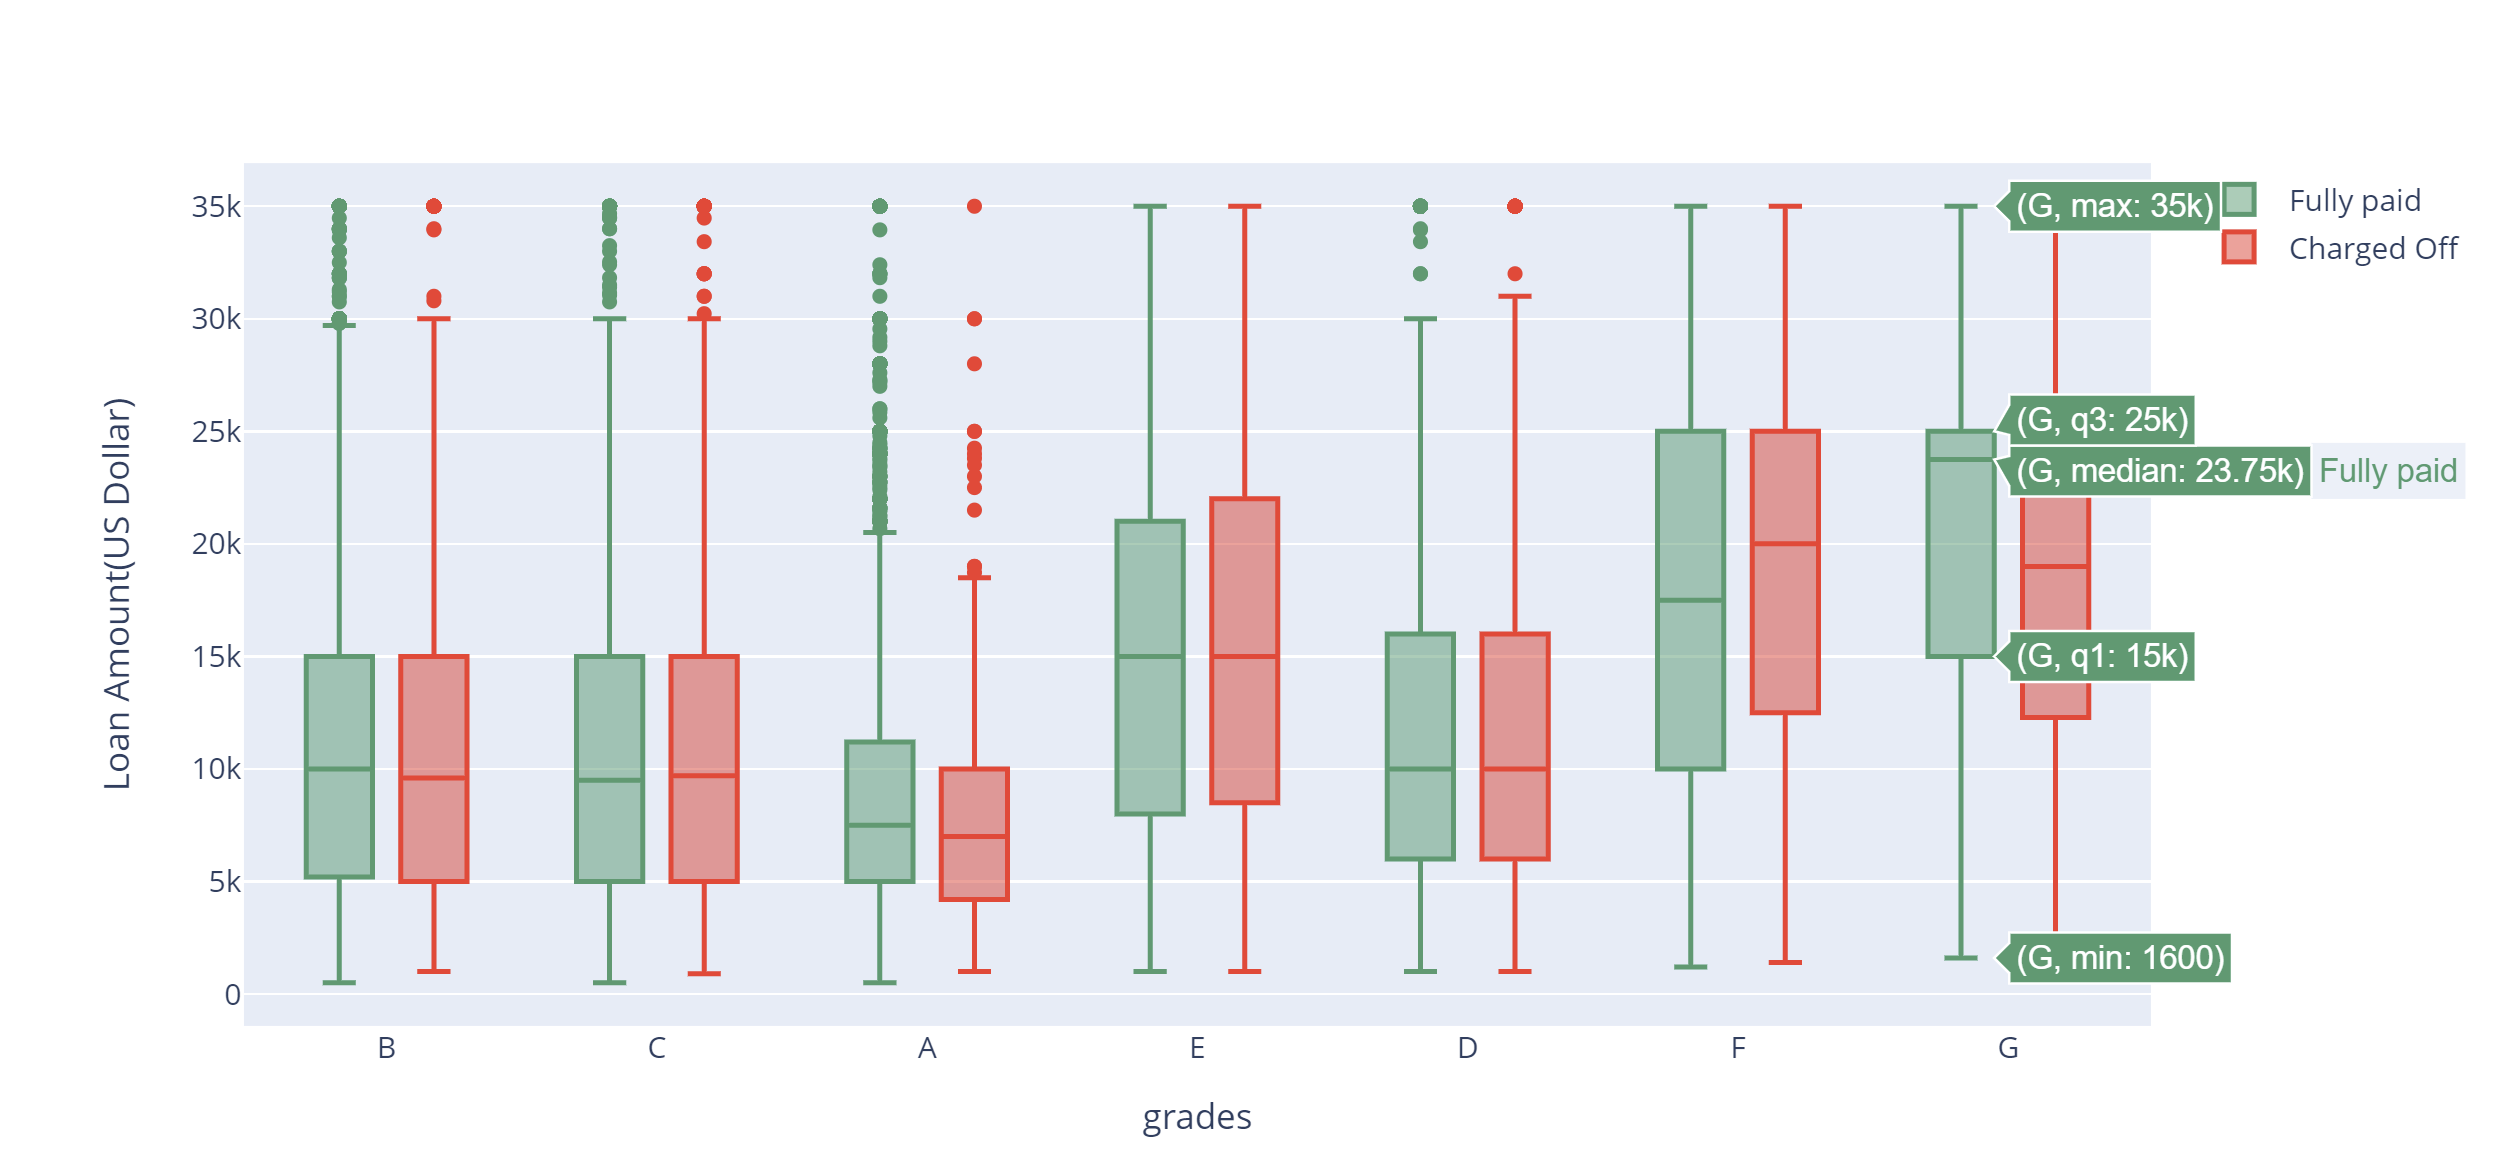 35k
30k
25k
20k
15k
10k
5k
0
Loan Amount(US Dollar)
B C A E D F G
grades
(G, max: 35k)
(G, q3: 25k)
(G, median: 23.75k) Fully paid
(G, q1: 15k)
(G, min: 1600)
Fully paid
Charged Off